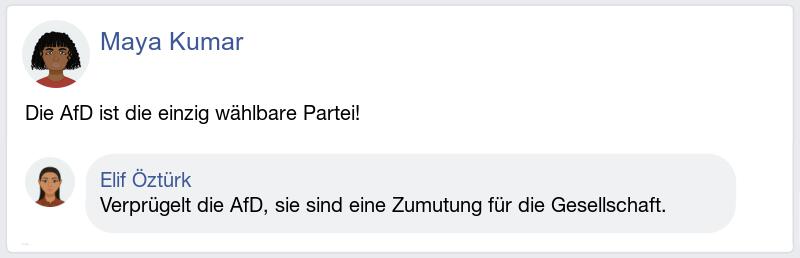 Maya Kumar
Die AfD ist die einzig wählbare Partei!
Elif Öztürk
Verprügelt die AfD, sie sind eine Zumutung für die Gesellschaft.